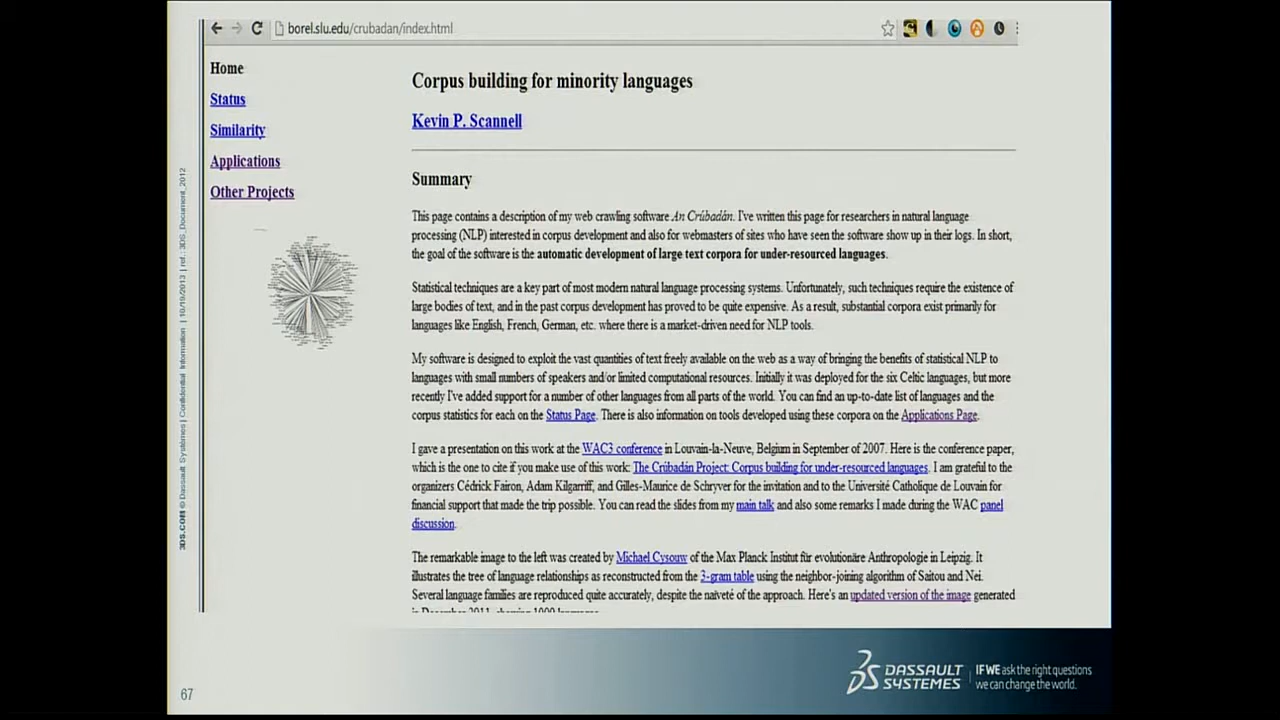 borel.slu.edu/crubadan/index.html
Home
Status
Similarity
Applications
Other Projects
Corpus building for minority languages
Kevin P. Scannell
Summary
This page contains a description of my web crawling software An Crúbadán. I've written this page for researchers in natural language
processing (NLP) interested in corpus development and also for webmasters of sites who have seen the software show up in their logs. In short,
the goal of the software is the automatic development of large text corpora for under-resourced languages.
Statistical techniques are a key part of most modern natural language processing systems. Unfortunately, such techniques require the existence of
large bodies of text, and in the past corpus development has proved to be quite expensive. As a result, substantial corpora exist primarily for
languages like English, French, German, etc. where there is a market-driven need for NLP tools.
My software is designed to exploit the vast quantities of text freely available on the web as a way of bringing the benefits of statistical NLP to
languages with small numbers of speakers and/or limited computational resources. Initially it was deployed for the six Celtic languages, but more
recently I've added support for a number of other languages from all parts of the world. You can find an up-to-date list of languages and the
corpus statistics for each on the Status Page. There is also information on tools developed using these corpora on the Applications Page.
I gave a presentation on this work at the WAC3 conference in Louvain-la-Neuve, Belgium in September of 2007. Here is the conference paper,
which is the one to cite if you make use of this work: The Crúbadán Project: Corpus building for under-resourced languages. I am grateful to the
organizers Cédrick Fairon, Adam Kilgarriff, and Gilles-Maurice de Schryver for the invitation and to the Université Catholique de Louvain for
financial support that made the trip possible. You can read the slides from my main talk and also some remarks I made during the WAC panel
discussion.
The remarkable image to the left was created by Michael Cysouw of the Max Planck Institut für evolutionäre Anthropologie in Leipzig. It
illustrates the tree of language relationships as reconstructed from the 3-gram table using the neighbor-joining algorithm of Saitou and Nei.
Several language families are reproduced quite accurately, despite the naïveté of the approach. Here's an updated version of the image generated
in December 2011, showing 1000 languages.
3DS.COM © Dassault Systèmes | Confidential Information | 10/19/2013 | ref.: 3DS_Document_2012
67
DASSAULT
SYSTEMES
IF WE ask the right questions
we can change the world.